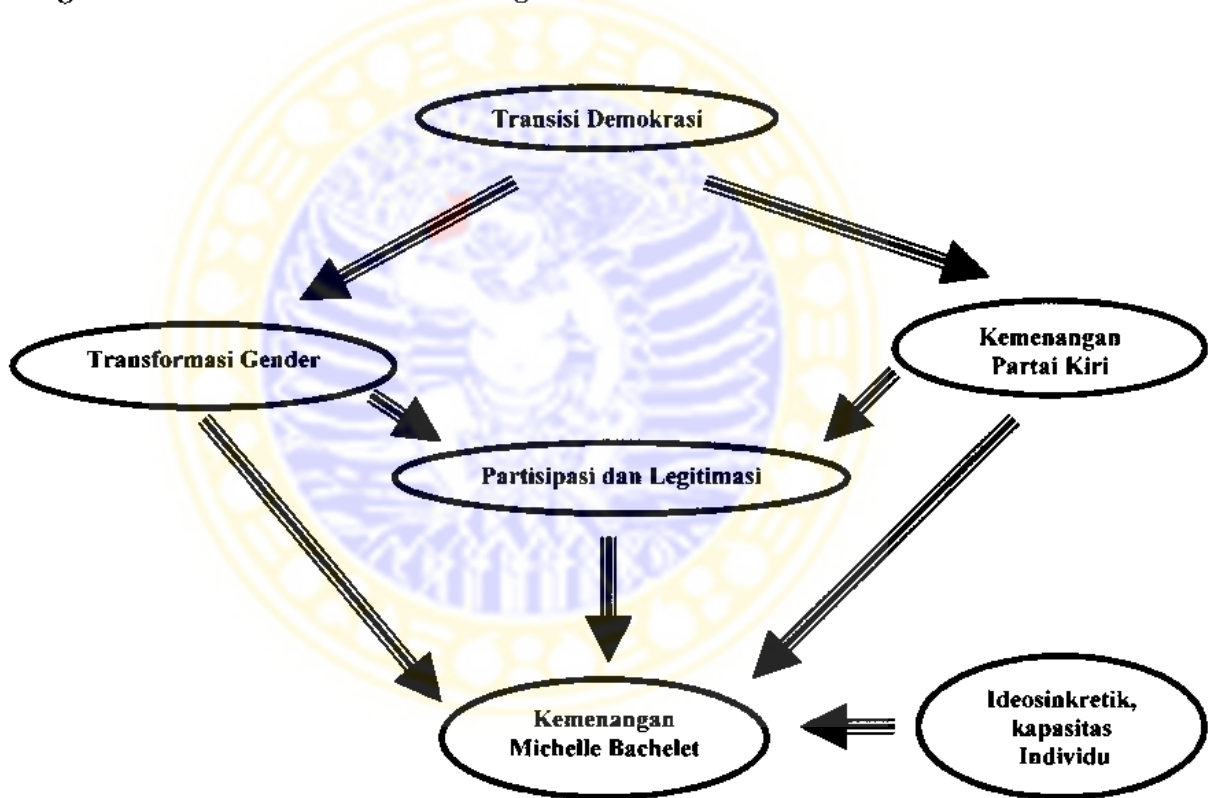 Transisi Demokrasi
Transformasi Gender
Kemenangan
Partai Kiri
Partisipasi dan Legitimasi
Kemenangan
Michelle Bachelet
Ideosinkretik,
kapasitas
Individu